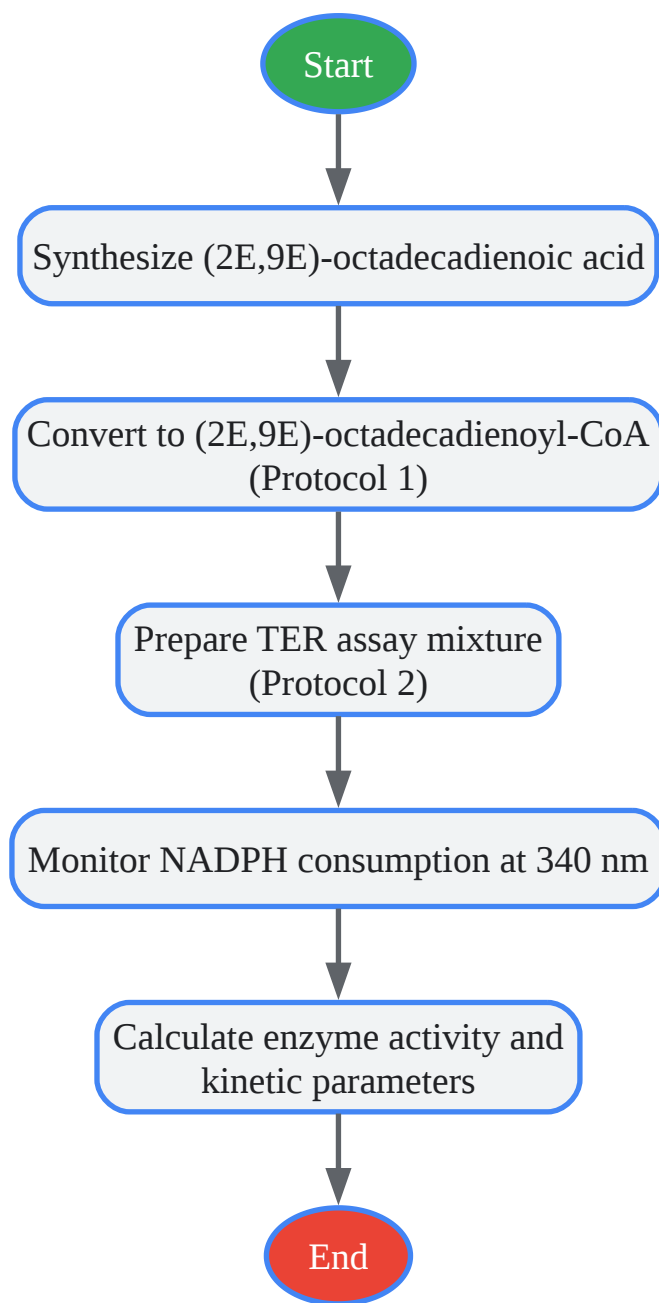 Start
Synthesize (2E,9E)-octadecadienoic acid
Convert to (2E,9E)-octadecadienoyl-CoA
(Protocol 1)
Prepare TER assay mixture
(Protocol 2)
Monitor NADPH consumption at 340 nm
Calculate enzyme activity and
kinetic parameters
End